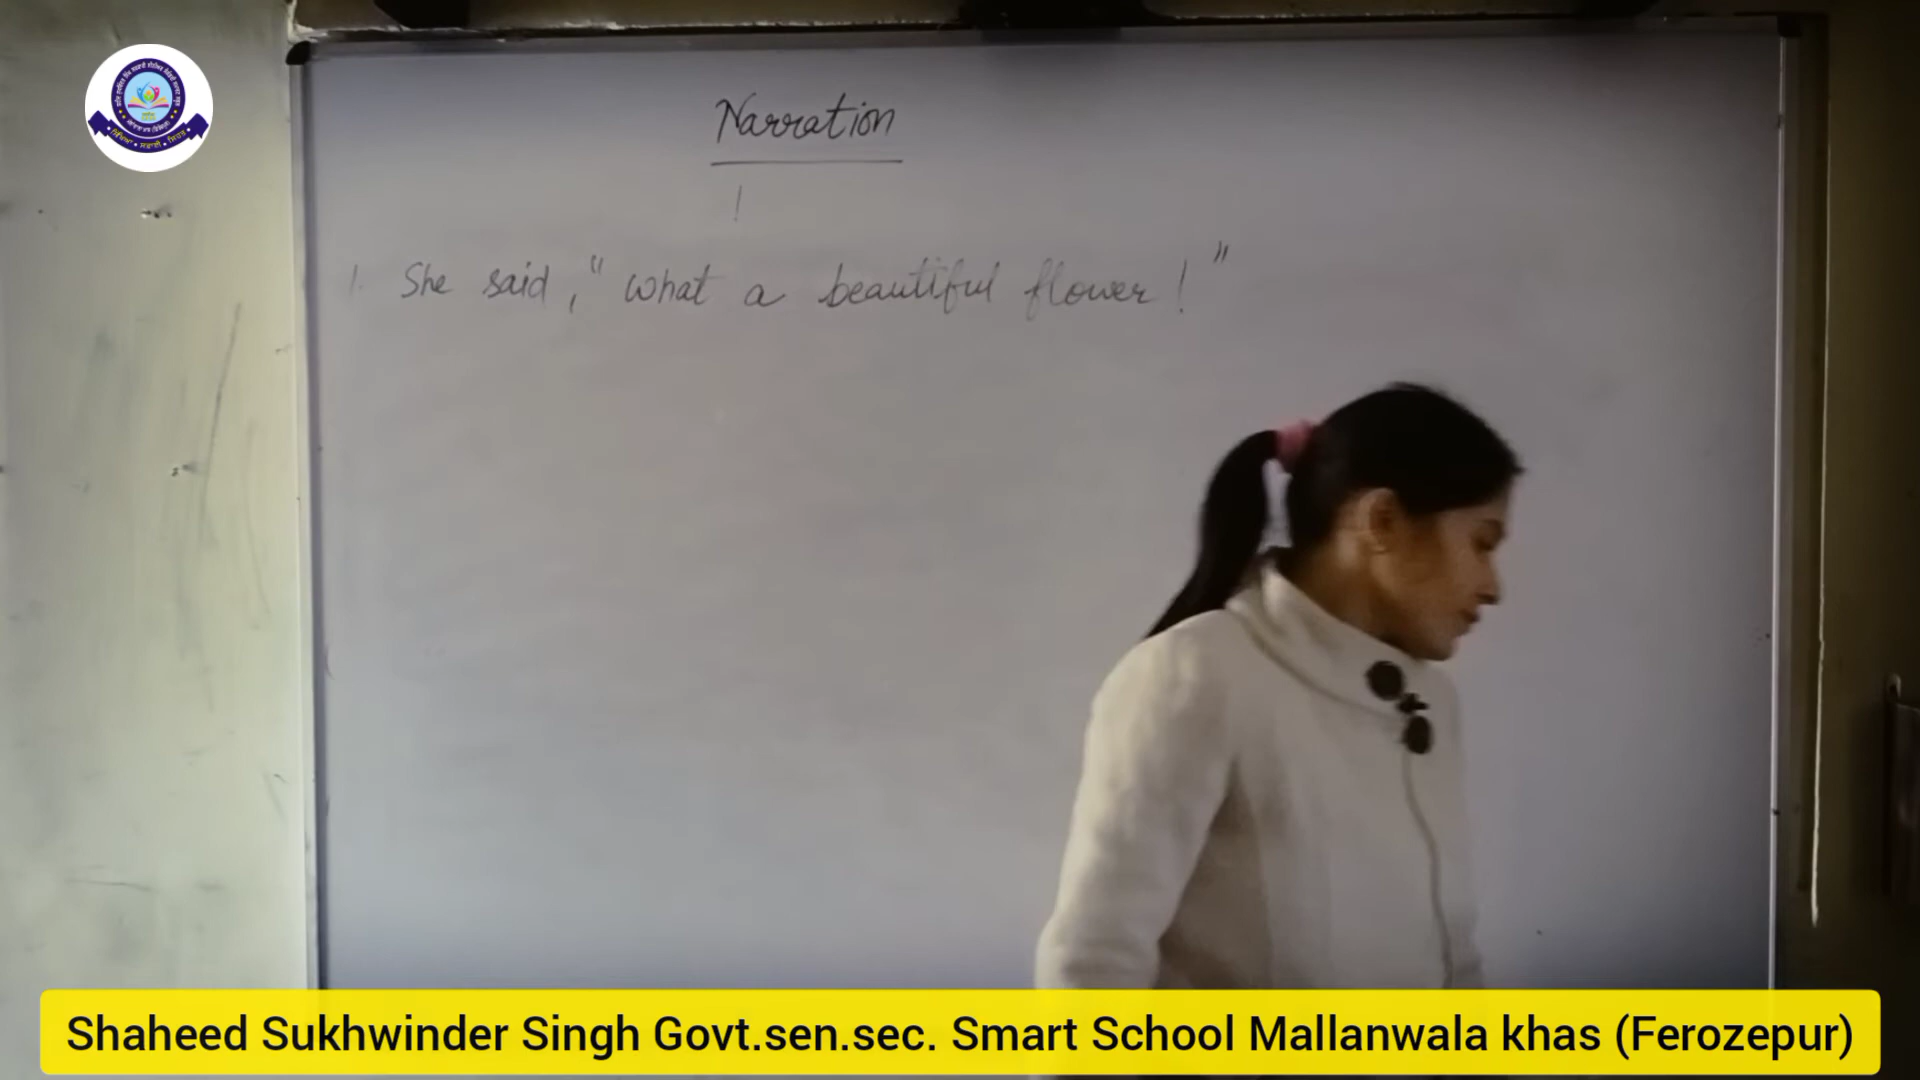 Narration
!
1. She said, "what a beautiful flower!"
Shaheed Sukhwinder Singh Govt.sen.sec. Smart School Mallanwala khas (Ferozepur)